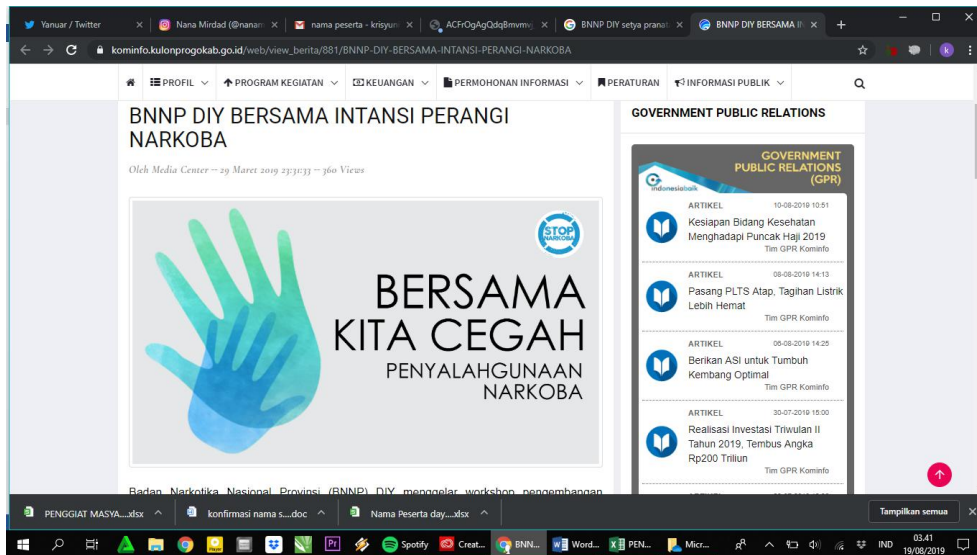 Yanuar / Twitter
Nana Mirdad (@nanam
nama peserta - krisyuni
ACFrOgAgQdqBmvmv
BNNP DIY setya pranat
BNNP DIY BERSAMA IN
kominfo.kulonprogokab.go.id/web/view_berita/881/BNNP-DIY-BERSAMA-INTANSI-PERANGI-NARKOBA
k
PROFIL
PROGRAM KEGIATAN
KEUANGAN
PERMOHONAN INFORMASI
PERATURAN
INFORMASI PUBLIK
BNNP DIY BERSAMA INTANSI PERANGI
NARKOBA
Oleh Media Center – 29 Maret 2019 23:31:33 – 360 Views
STOP
NARKOBA
BERSAMA
KITA CEGAH
PENYALAHGUNAAN
NARKOBA
Badan Narkotika Nasional Provinsi (BNNP) DIY menggelar workshop pengembangan
GOVERNMENT PUBLIC RELATIONS
GOVERNMENT
PUBLIC RELATIONS
(GPR)
indonesiabaik
ARTIKEL 10-08-2019 10:51
Kesiapan Bidang Kesehatan
Menghadapi Puncak Haji 2019
Tim GPR Kominfo
ARTIKEL 08-08-2019 14:13
Pasang PLTS Atap, Tagihan Listrik
Lebih Hemat
Tim GPR Kominfo
ARTIKEL 06-08-2019 14:25
Berikan ASI untuk Tumbuh
Kembang Optimal
Tim GPR Kominfo
ARTIKEL 30-07-2019 15:00
Realisasi Investasi Triwulan II
Tahun 2019, Tembus Angka
Rp200 Triliun
Tim GPR Kominfo
PENGGIAT MASYA....xlsx
konfirmasi nama s....doc
Nama Peserta day....xlsx
Tampilkan semua
Spotify
Creat...
BNN...
Word...
PEN...
Micr...
IND
03.41
19/08/2019